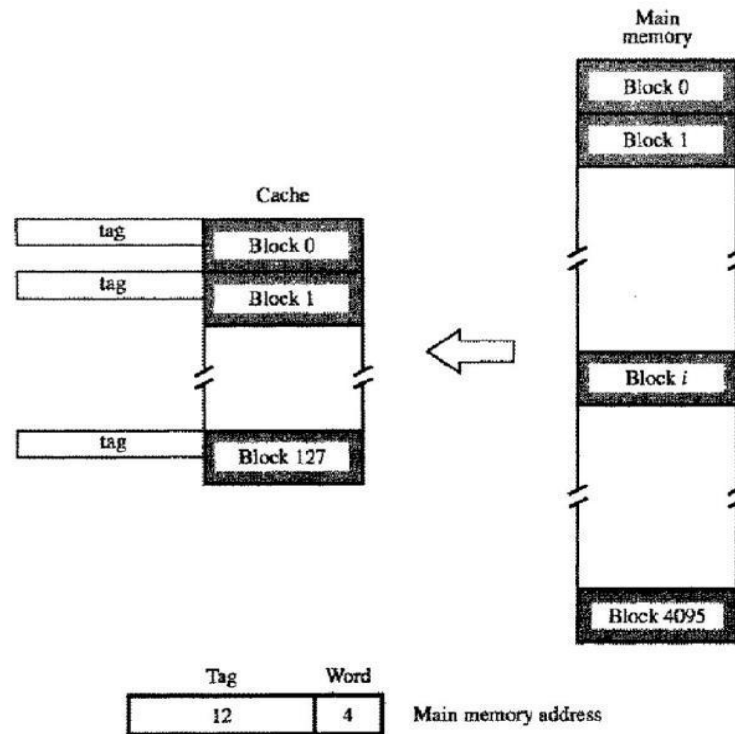 Main
memory
Block 0
Block 1
Cache
tag
Block 0
tag
Block 1
Block i
tag
Block 127
Block 4095
Tag Word
12 4 Main memory address